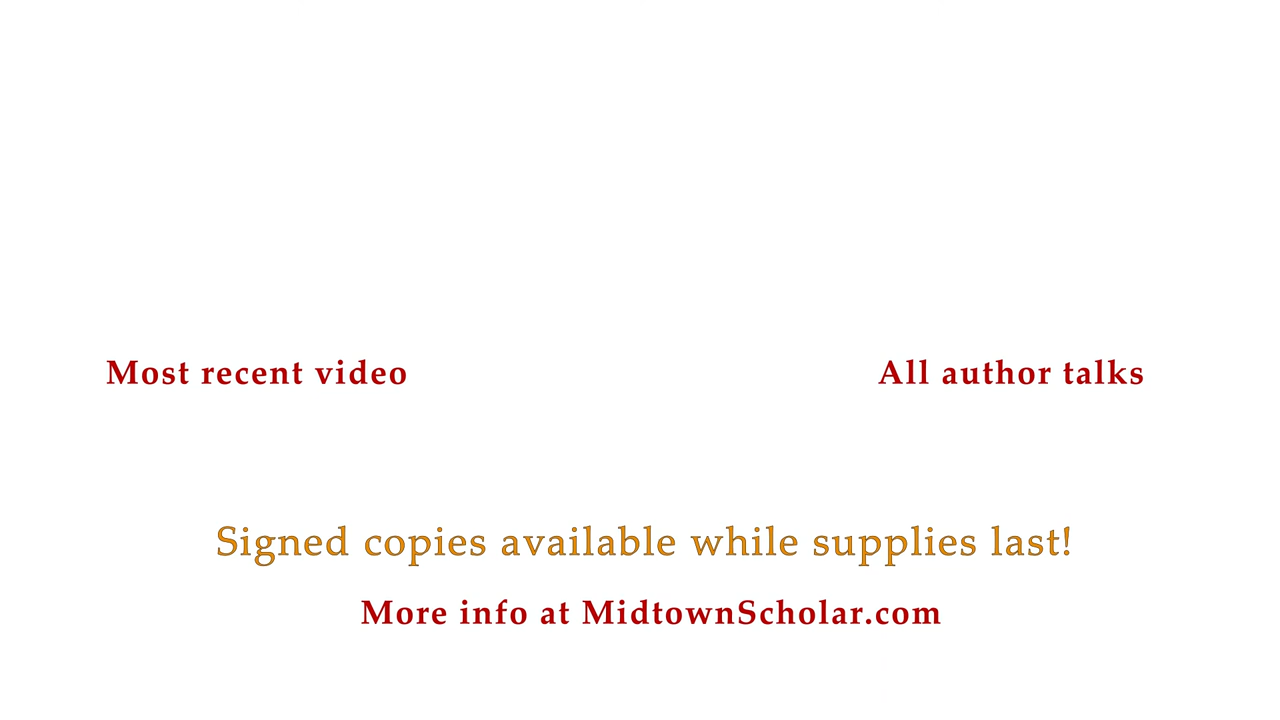 Most recent video
All author talks
Signed copies available while supplies last!
More info at MidtownScholar.com